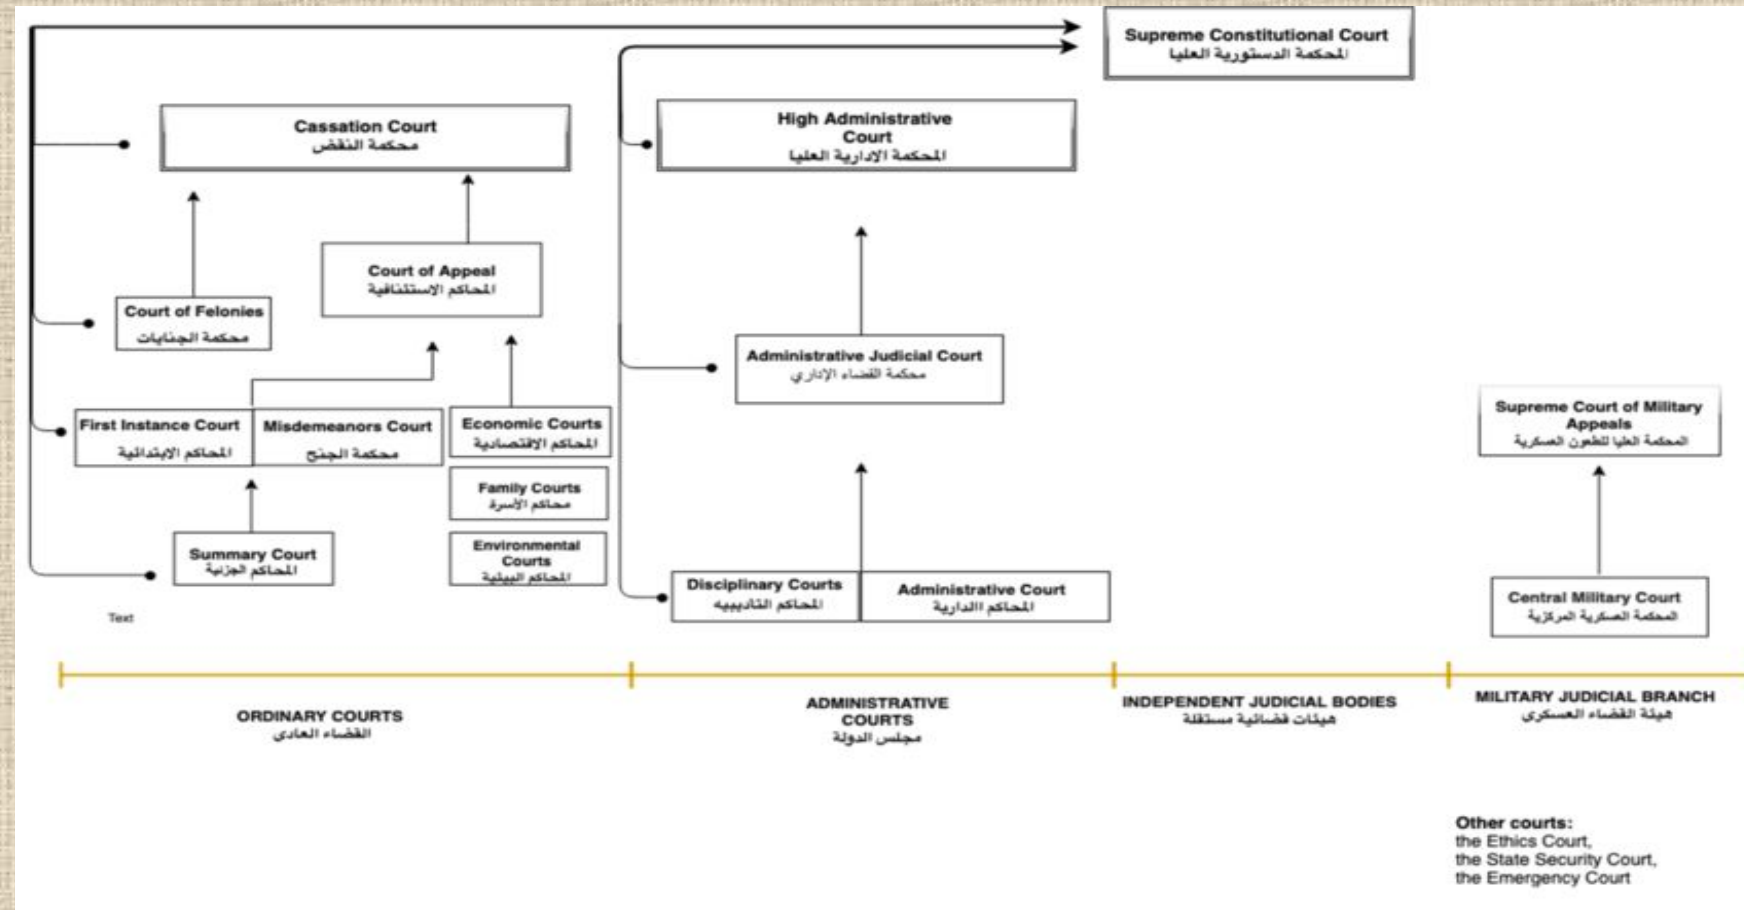 Supreme Constitutional Court
المحكمة الدستورية العليا
Cassation Court
محكمة النقض
High Administrative
Court
المحكمة الإدارية العليا
Court of Appeal
المحاكم الاستئنافية
Court of Felonies
محكمة الجنايات
Administrative Judicial Court
محكمة القضاء الإداري
First Instance Court
المحاكم الابتدائية
Misdemeanors Court
محكمة الجنح
Economic Courts
المحاكم الاقتصادية
Family Courts
محاكم الأسرة
Environmental
Courts
المحاكم البيئية
Summary Court
المحاكم الجزئية
Text
Disciplinary Courts
المحاكم التاديبيه
Administrative Court
المحاكم االدارية
Supreme Court of Military
Appeals
المحكمة العليا للطعون العسكرية
Central Military Court
المحكمة العسكرية المركزية
ORDINARY COURTS
القضاء العادى
ADMINISTRATIVE
COURTS
مجلس الدولة
INDEPENDENT JUDICIAL BODIES
هيئات قضائية مستقلة
MILITARY JUDICIAL BRANCH
هيئة القضاء العسكرى
Other courts:
the Ethics Court,
the State Security Court,
the Emergency Court